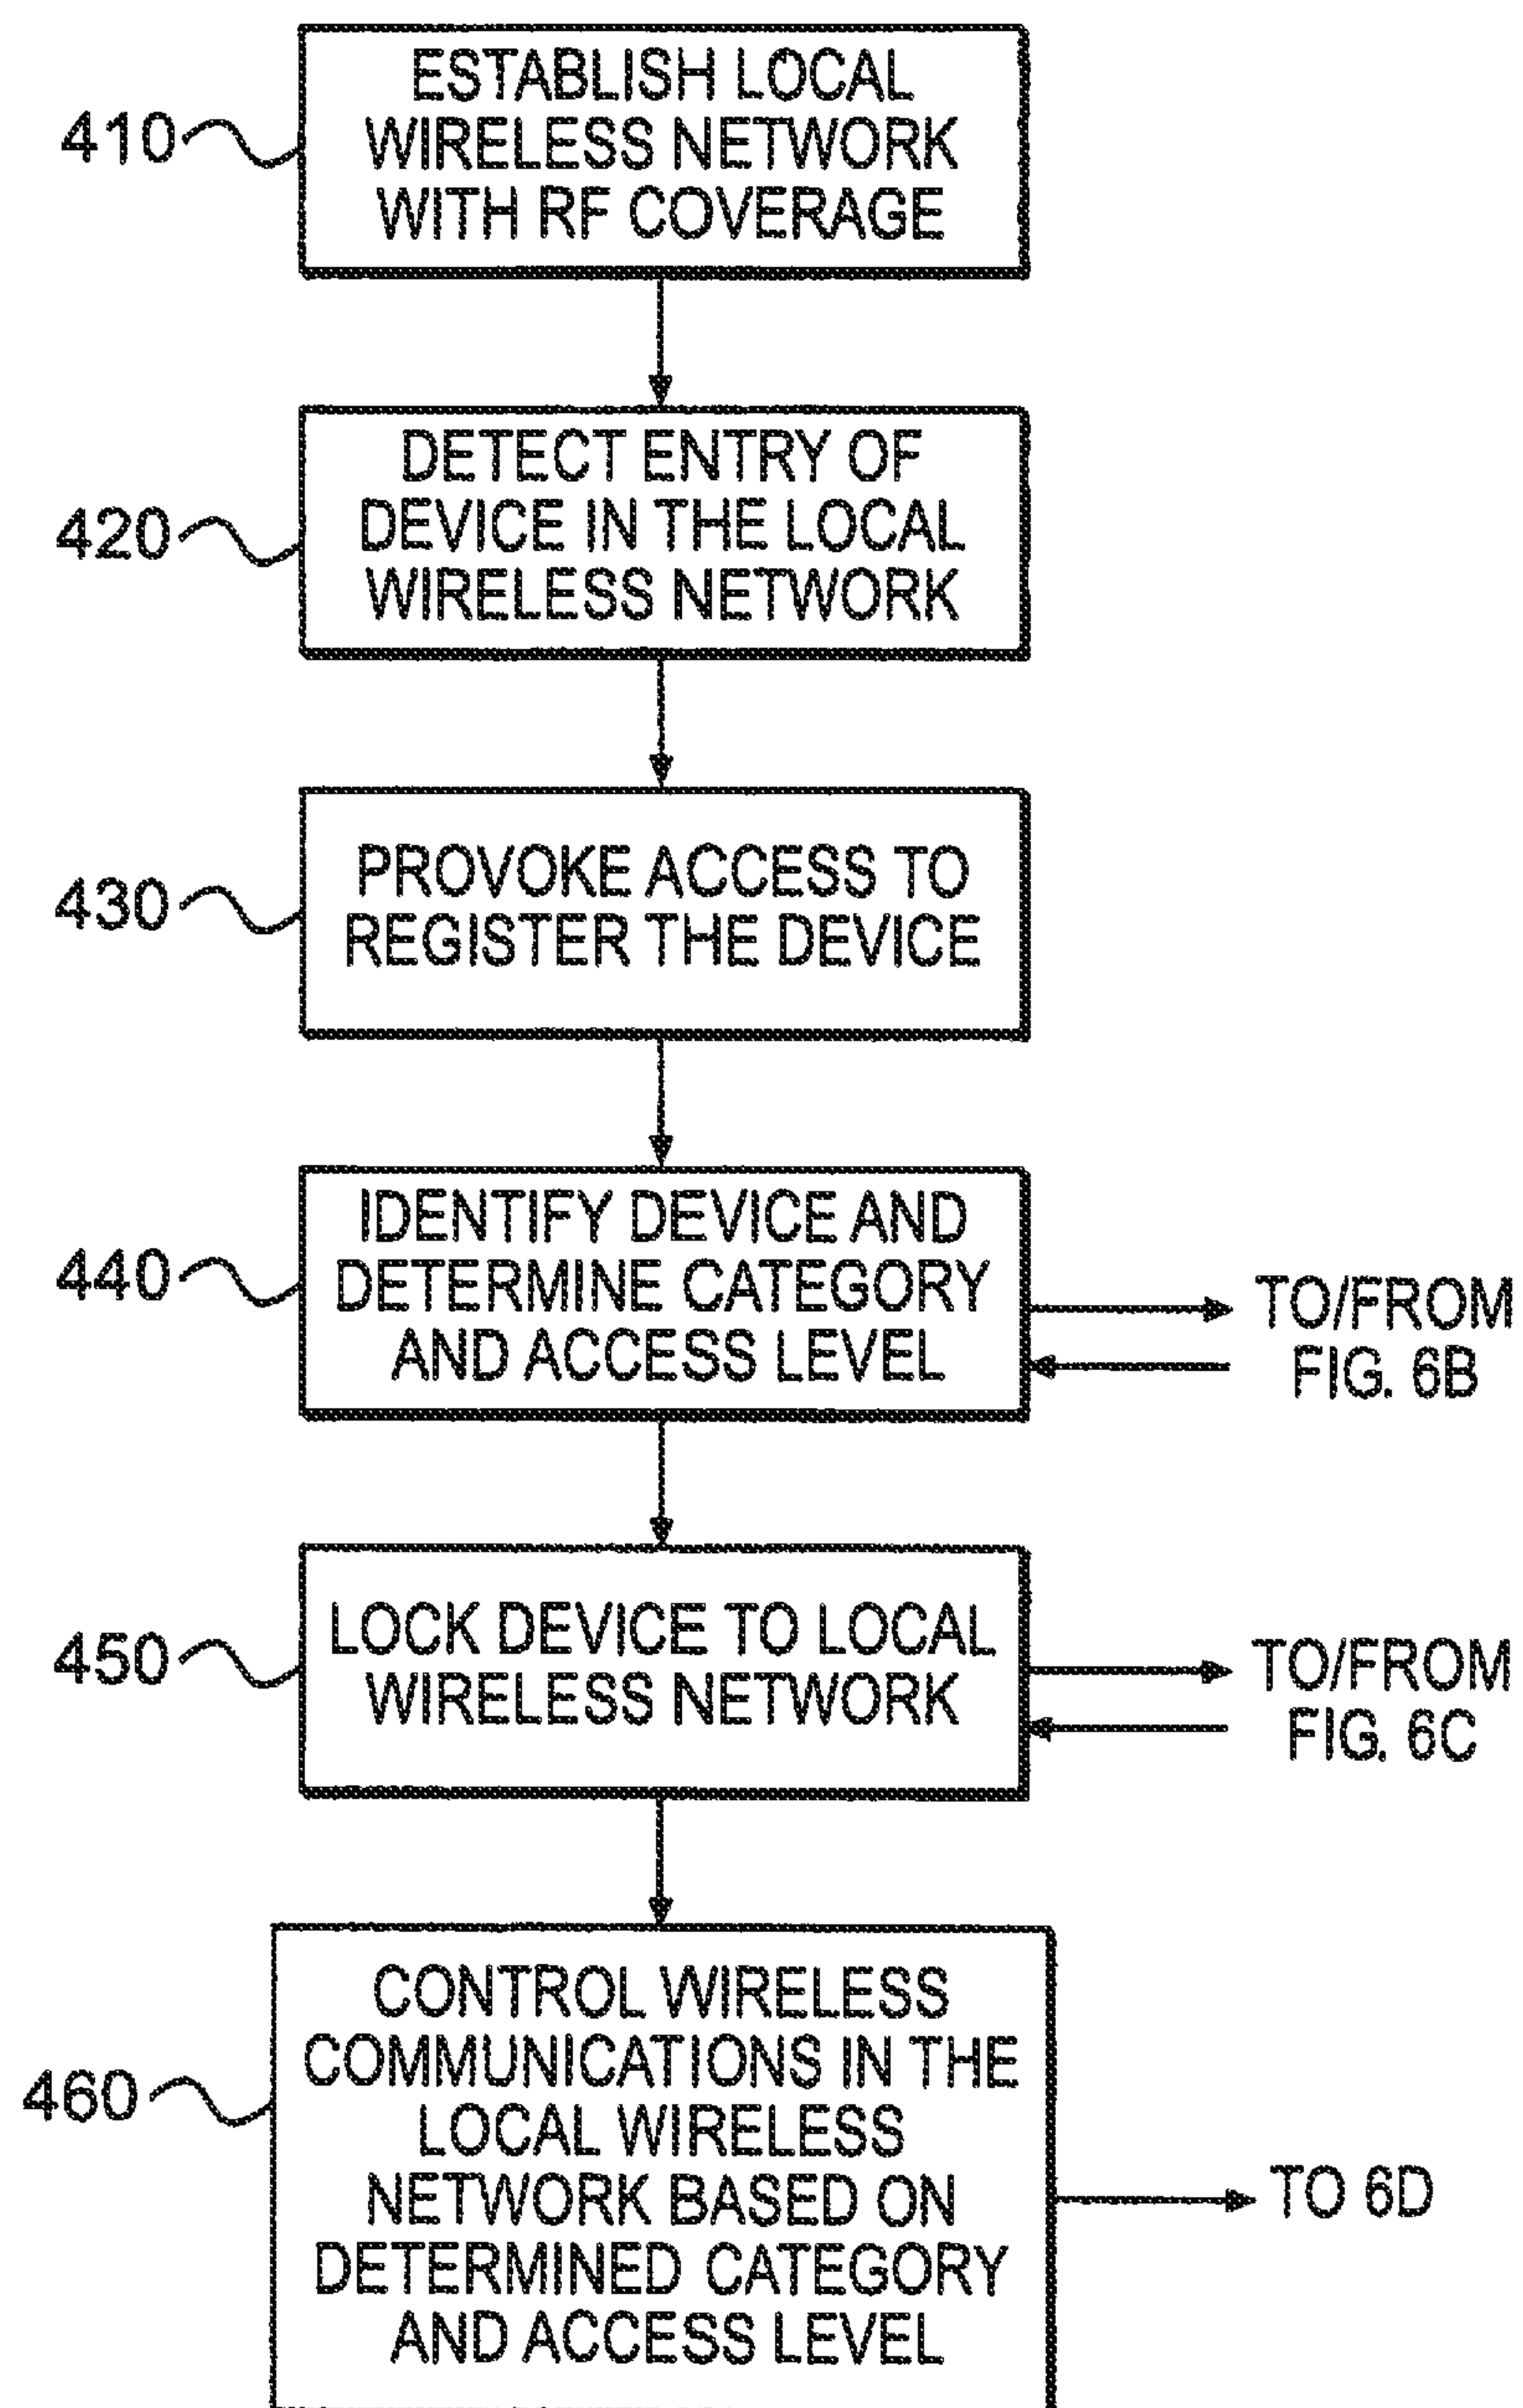 410
ESTABLISH LOCAL
WIRELESS NETWORK
WITH RF COVERAGE
420
DETECT ENTRY OF
DEVICE IN THE LOCAL
WIRELESS NETWORK
430
PROVOKE ACCESS TO
REGISTER THE DEVICE
440
IDENTIFY DEVICE AND
DETERMINE CATEGORY
AND ACCESS LEVEL
TO/FROM
FIG. 6B
450
LOCK DEVICE TO LOCAL
WIRELESS NETWORK
TO/FROM
FIG. 6C
460
CONTROL WIRELESS
COMMUNICATIONS IN THE
LOCAL WIRELESS
NETWORK BASED ON
DETERMINED CATEGORY
AND ACCESS LEVEL
TO 6D